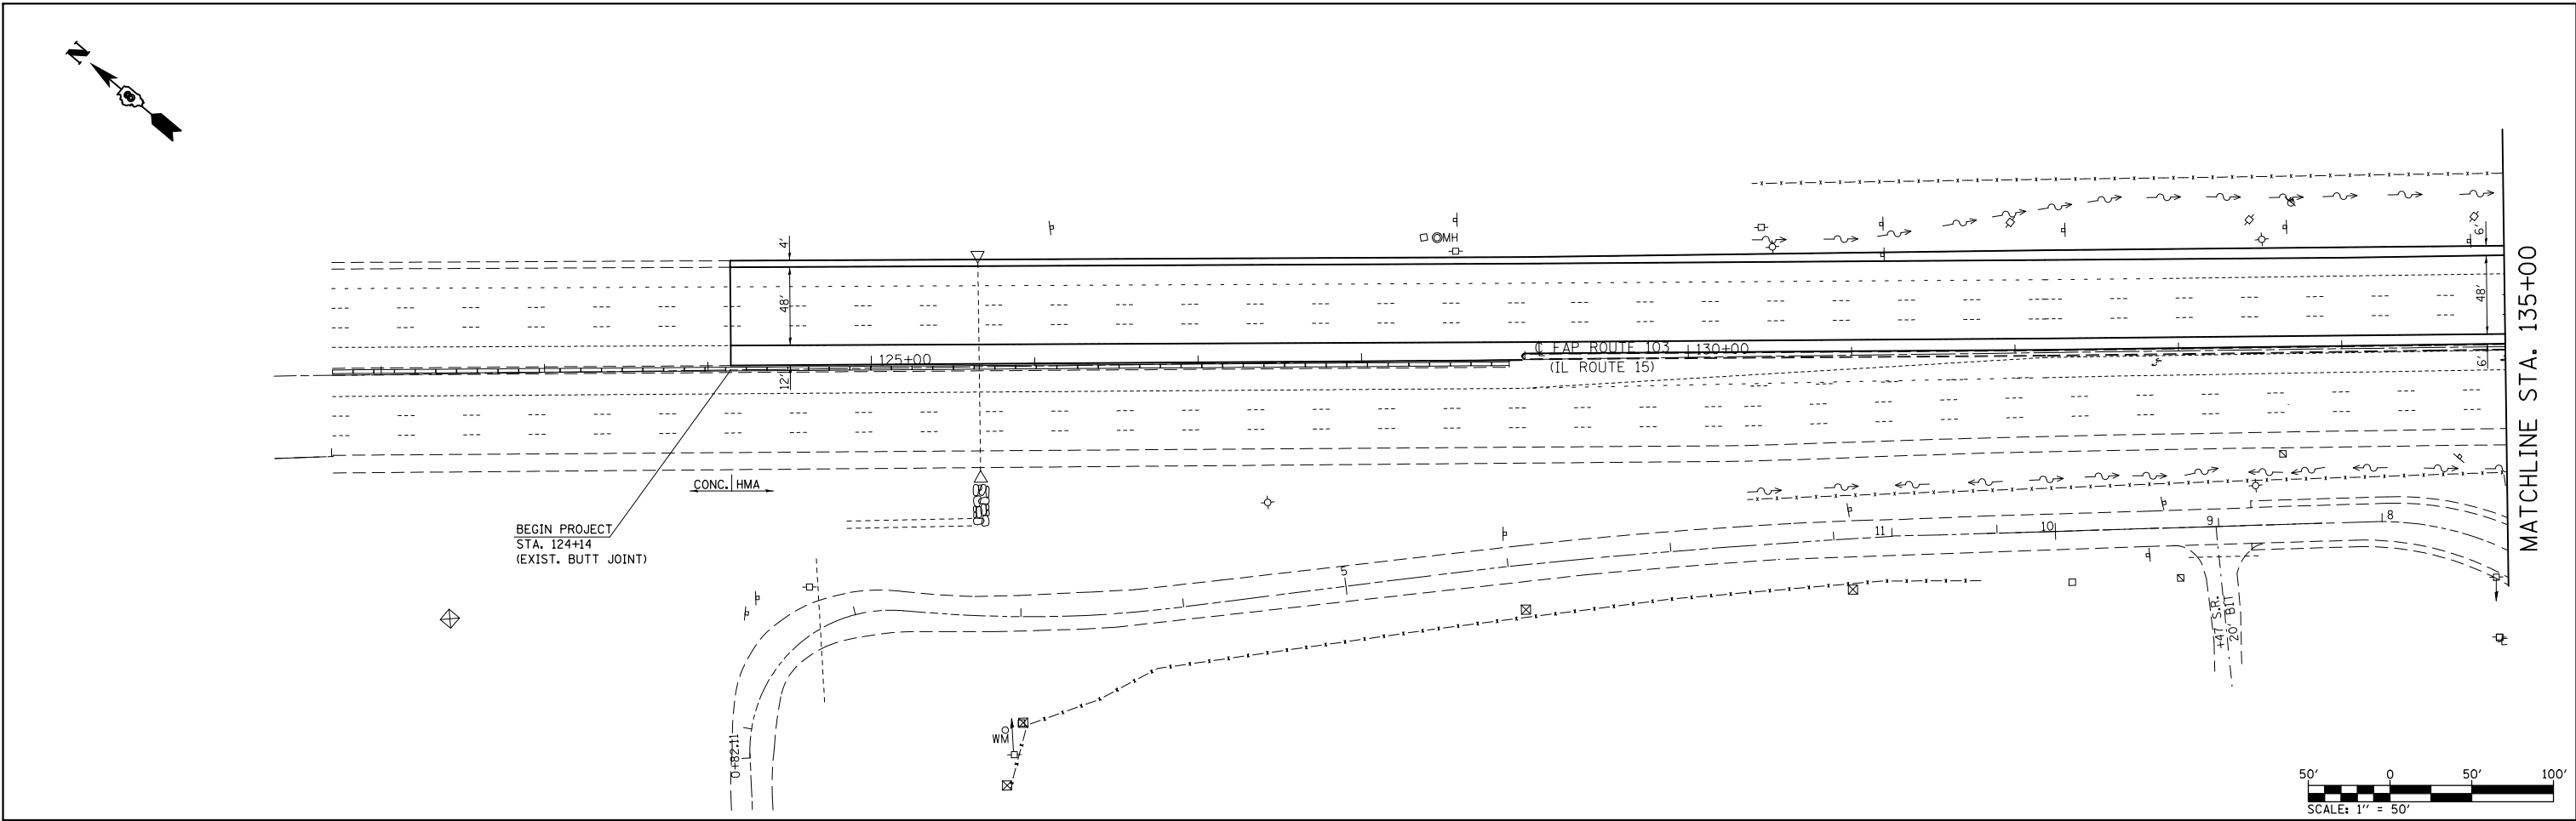 N
4'
MH
6'
48'
48'
125+00
℄ FAP ROUTE 103
130+00
(IL ROUTE 15)
12'
6'
MATCHLINE STA. 135+00
CONC. HMA
BEGIN PROJECT
STA. 124+14
(EXIST. BUTT JOINT)
5
11
10
9
8
+47 S.R.
20' BIT
WM
0+82.11
50' 0 50' 100'
SCALE: 1" = 50'